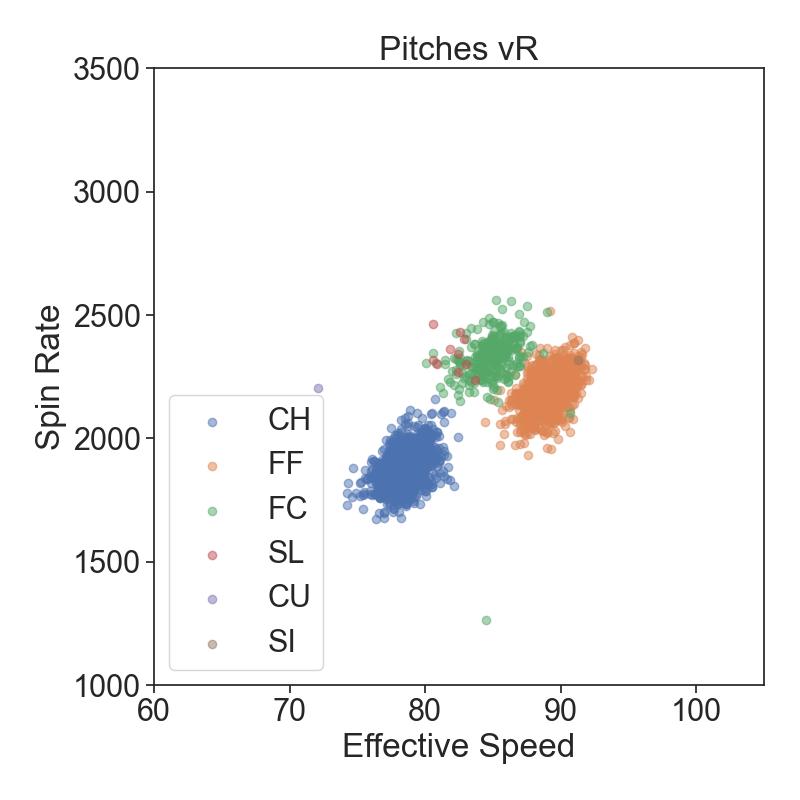 Pitches vR
3500
3000
2500
2000
1500
1000
Spin Rate
CH
FF
FC
SL
CU
SI
60 70 80 90 100
Effective Speed